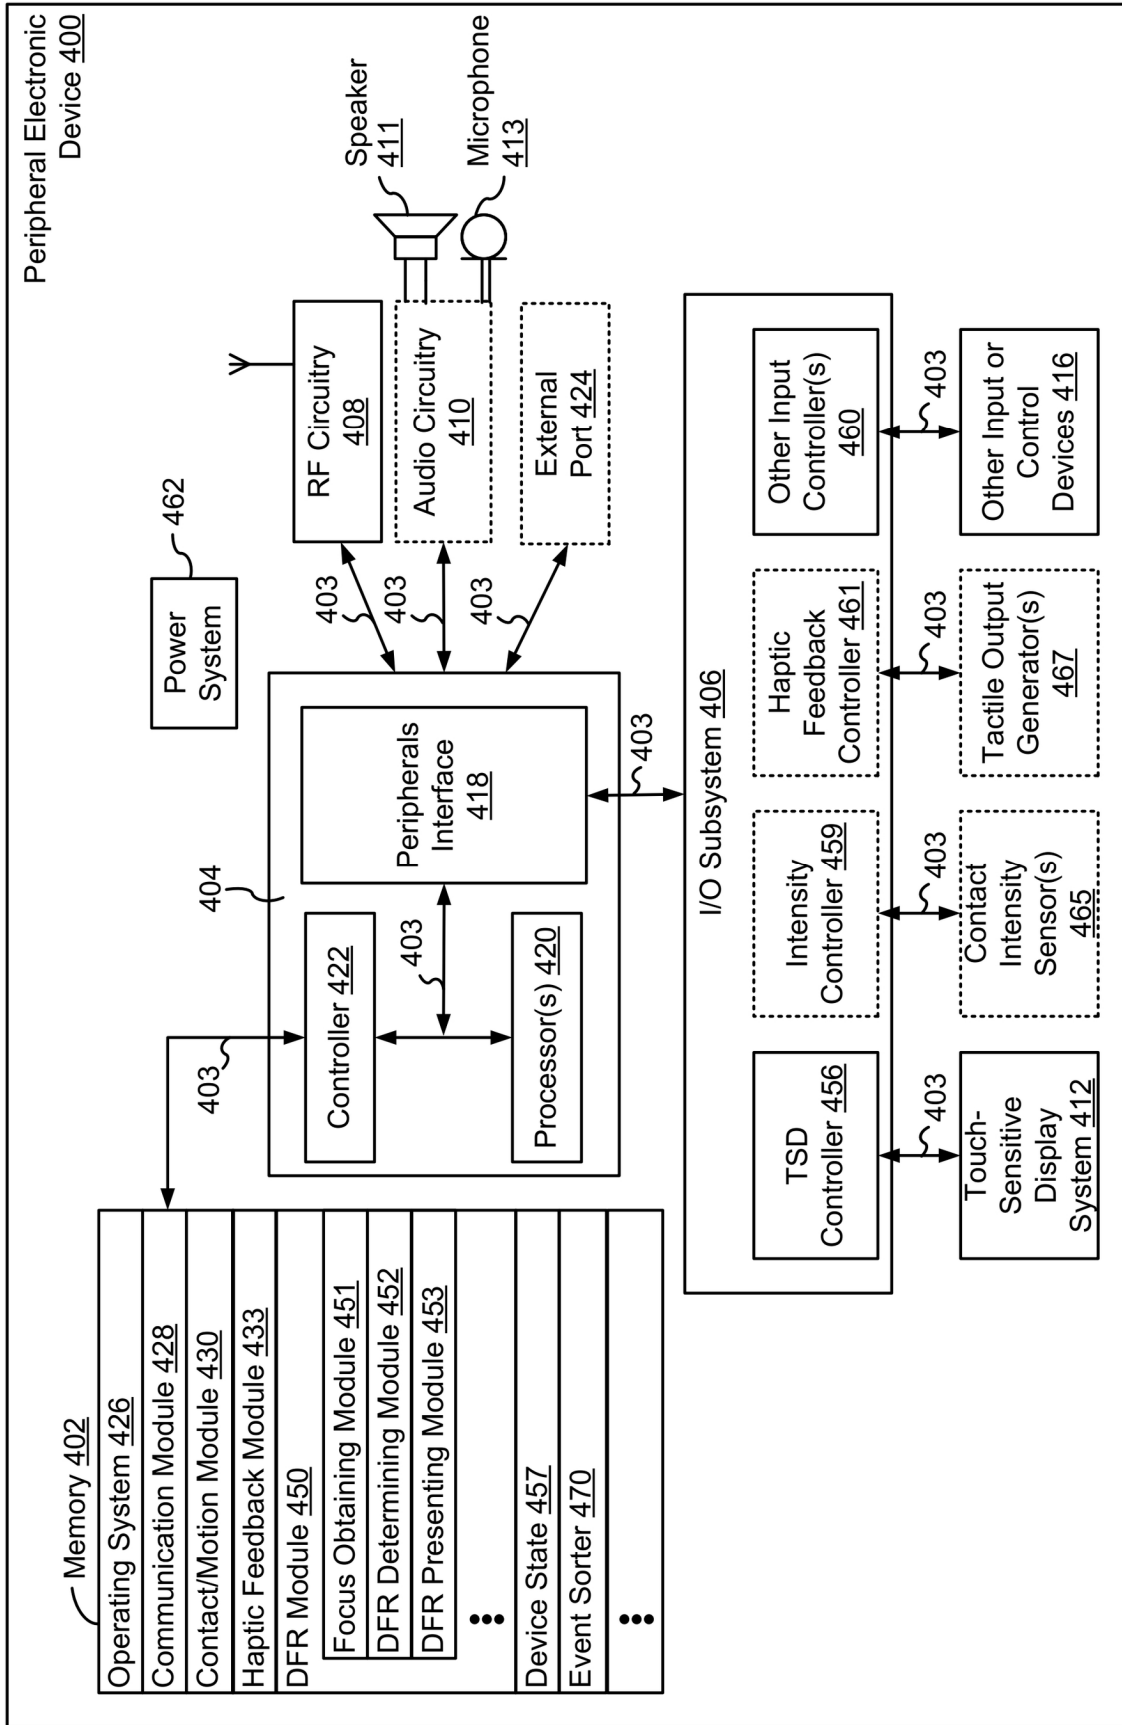 Peripheral Electronic
Device 400
Memory 402
Operating System 426
Communication Module 428
Contact/Motion Module 430
Haptic Feedback Module 433
DFR Module 450
Focus Obtaining Module 451
DFR Determining Module 452
DFR Presenting Module 453
Device State 457
Event Sorter 470
403
404
Controller 422
Processor(s) 420
403
Peripherals
Interface
418
Power
System
462
403
403
403
RF Circuitry
408
Audio Circuitry
410
External
Port 424
Speaker
411
Microphone
413
403
I/O Subsystem 406
TSD
Controller 456
Intensity
Controller 459
Haptic
Feedback
Controller 461
Other Input
Controller(s)
460
403
403
403
403
Touch-
Sensitive
Display
System 412
Contact
Intensity
Sensor(s)
465
Tactile Output
Generator(s)
467
Other Input or
Control
Devices 416